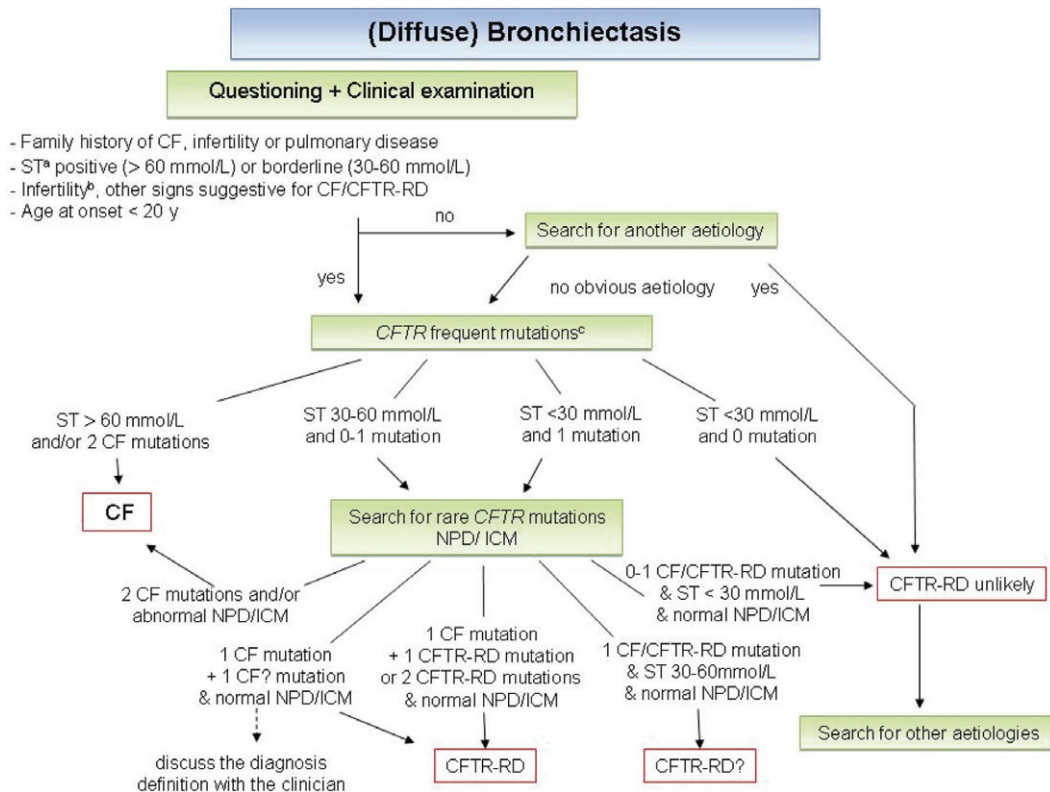 (Diffuse) Bronchiectasis
Questioning + Clinical examination
- Family history of CF, infertility or pulmonary disease
- STᵃ positive (> 60 mmol/L) or borderline (30-60 mmol/L)
- Infertilityᵇ, other signs suggestive for CF/CFTR-RD
- Age at onset < 20 y
no
Search for another aetiology
yes
no obvious aetiology
yes
CFTR frequent mutationsᶜ
ST > 60 mmol/L
and/or 2 CF mutations
ST 30-60 mmol/L
and 0-1 mutation
ST <30 mmol/L
and 1 mutation
ST <30 mmol/L
and 0 mutation
CF
Search for rare CFTR mutations
NPD/ ICM
2 CF mutations and/or
abnormal NPD/ICM
0-1 CF/CFTR-RD mutation
& ST < 30 mmol/L
& normal NPD/ICM
CFTR-RD unlikely
1 CF mutation
+ 1 CF? mutation
& normal NPD/ICM
1 CF mutation
+ 1 CFTR-RD mutation
or 2 CFTR-RD mutations
& normal NPD/ICM
1 CF/CFTR-RD mutation
& ST 30-60mmol/L
& normal NPD/ICM
Search for other aetiologies
discuss the diagnosis
definition with the clinician
CFTR-RD
CFTR-RD?